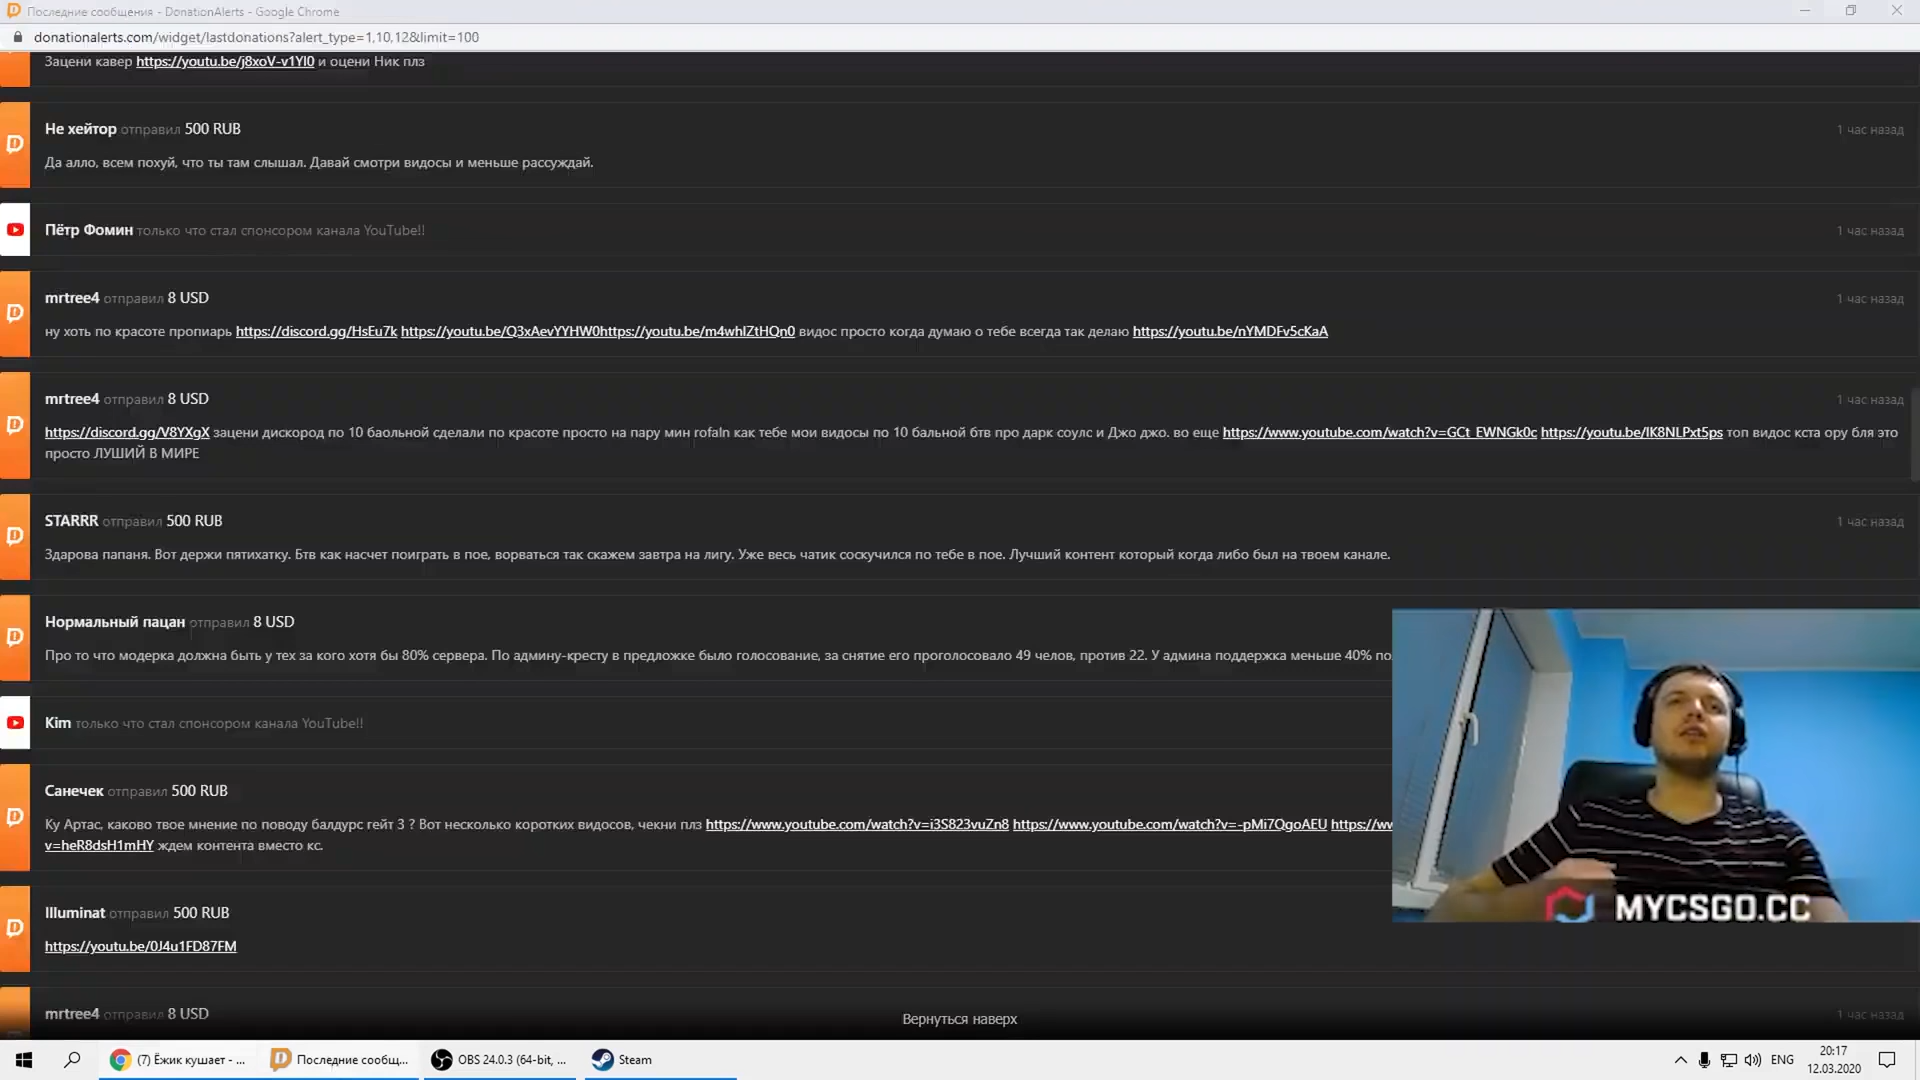 Последние сообщения - DonationAlerts - Google Chrome
donationalerts.com/widget/lastdonations?alert_type=1,10,12&limit=100
Зацени кавер https://youtu.be/j8xoV-v1Yl0 и оцени Ник плз
Не хейтор отправил 500 RUB
1 час назад
Да алло, всем похуй, что ты там слышал. Давай смотри видосы и меньше рассуждай.
Пётр Фомин только что стал спонсором канала YouTube!!
1 час назад
mrtree4 отправил 8 USD
1 час назад
ну хоть по красоте пропиарь https://discord.gg/HsEu7k https://youtu.be/Q3xAevYYHW0https://youtu.be/m4whlZtHQn0 видос просто когда думаю о тебе всегда так делаю https://youtu.be/nYMDFv5cKaA
mrtree4 отправил 8 USD
1 час назад
https://discord.gg/V8YXgX зацени дискород по 10 баольной сделали по красоте просто на пару мин rofaln как тебе мои видосы по 10 бальной бтв про дарк соулс и Джо джо. во еще https://www.youtube.com/watch?v=GCt_EWNGk0c https://youtu.be/lK8NLPxt5ps топ видос кста ору бля это
просто ЛУШИЙ В МИРЕ
STARRR отправил 500 RUB
1 час назад
Здарова папаня. Вот держи пятихатку. Бтв как насчет поиграть в пое, ворваться так скажем завтра на лигу. Уже весь чатик соскучился по тебе в пое. Лучший контент который когда либо был на твоем канале.
Нормальный пацан отправил 8 USD
Про то что модерка должна быть у тех за кого хотя бы 80% сервера. По админу-кресту в предложке было голосование, за снятие его проголосовало 49 челов, против 22. У админа поддержка меньше 40% по
Kim только что стал спонсором канала YouTube!!
Санечек отправил 500 RUB
Ку Артас, каково твое мнение по поводу балдурс гейт 3 ? Вот несколько коротких видосов, чекни плз https://www.youtube.com/watch?v=i3S823vuZn8 https://www.youtube.com/watch?v=-pMi7QgoAEU https://w
v=heR8dsH1mHY ждем контента вместо кс.
Illuminat отправил 500 RUB
https://youtu.be/0J4u1FD87FM
MYCSGO.CC
mrtree4 отправил 8 USD
1 час назад
Вернуться наверх
(7) Ёжик кушает - ...
Последние сообщ...
OBS 24.0.3 (64-bit, ...
Steam
ENG
20:17
12.03.2020